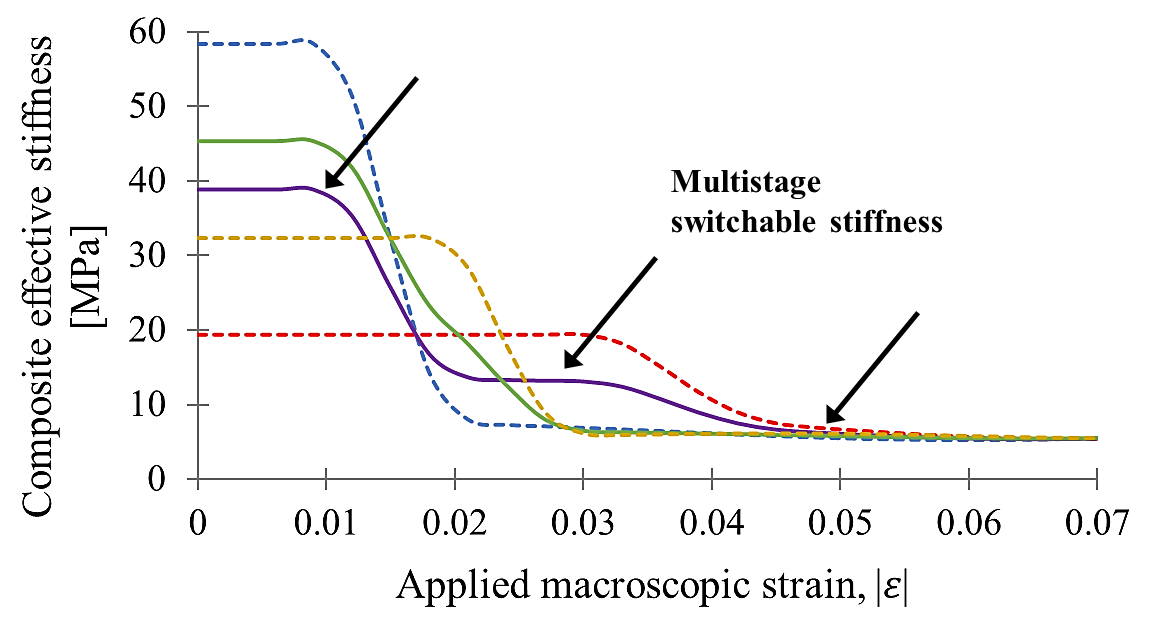 Composite effective stiffness
[MPa]
60
50
40
30
20
10
0
Multistage
switchable stiffness
0 0.01 0.02 0.03 0.04 0.05 0.06 0.07
Applied macroscopic strain, |ε|